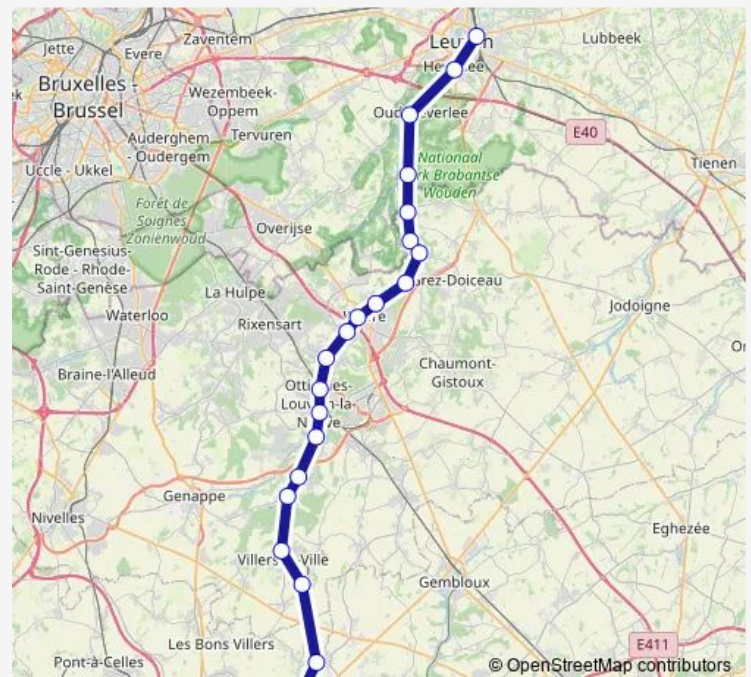 Jette
Evere
Zaventem
Lubbeek
Bruxelles -
Brussel
Wezembeek-
Oppem
Tervuren
Auderghem
- Oudergem
E40
Tienen
Uccle - Ukkel
Nationaal
Brabantse
Wouden
Forêt de
Soignes
Zoniënwoud
Overijse
Sint-Genesius-
Rode - Rhode-
Saint-Genèse
La Hulpe
Jodoigne
Waterloo
Rixensart
Chaumont-
Gistoux
Braine-l'Alleud
Genappe
Nivelles
Eghezée
Gembloux
Les Bons Villers
E411
Pont-à-Celles
© OpenStreetMap contributors